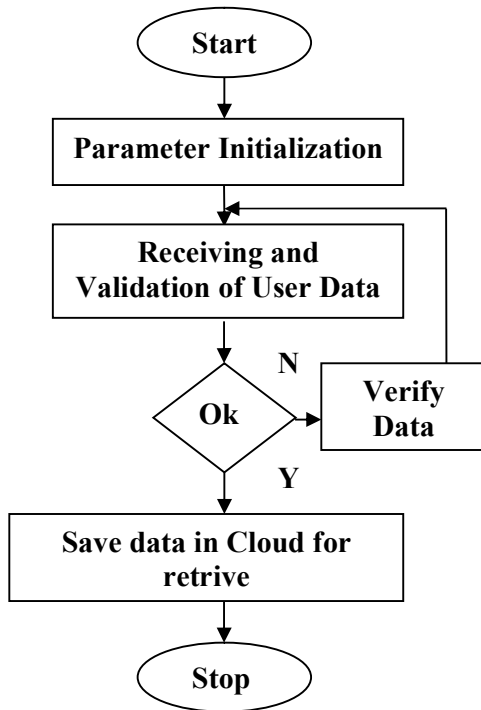 Start
Parameter Initialization
Receiving and
Validation of User Data
N
Ok
Verify
Data
Y
Save data in Cloud for
retrive
Stop